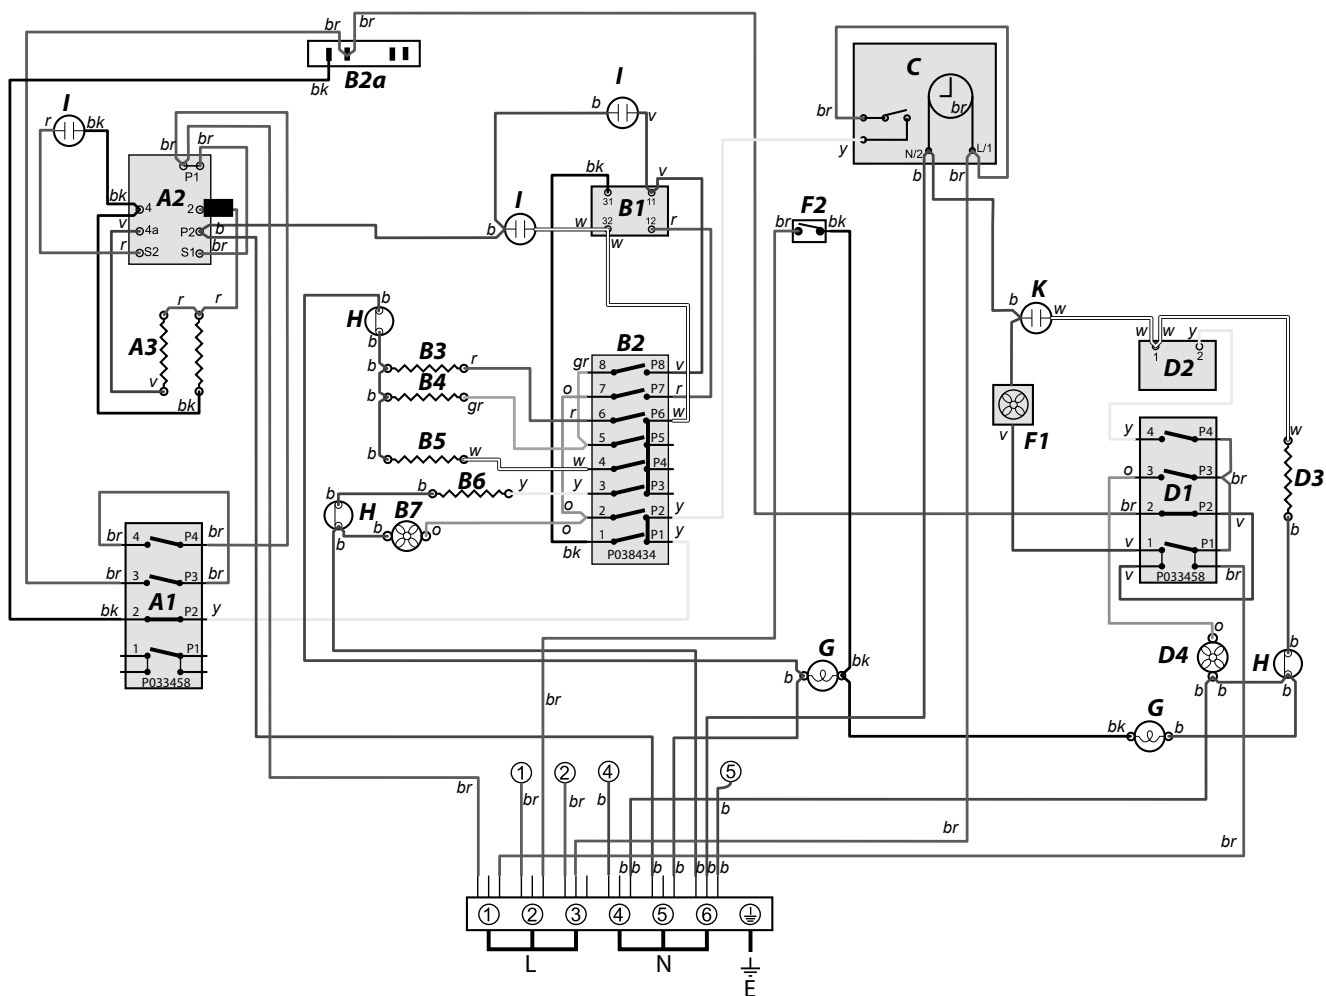 br
br
B2a
bk
I
r
bk
br
br
P1
A2
bk
4
2
v
4a
P2
b
r
S2
S1
br
r
r
A3
v
bk
I
b
v
bk
v
31
11
B1
I
b
w
32
12
r
w
C
br
br
y
N/2
L/1
b
br
F2
br
bk
H
b
b
B3
r
b
B4
b
gr
B5
b
w
B6
b
y
H
B7
b
b
o
B2
gr
8
P8
v
o
7
P7
r
r
6
P6
w
5
P5
w
4
P4
y
3
P3
o
2
P2
y
o
1
P1
y
bk
P038434
K
b
w
w
w
y
1
2
D2
F1
v
w
D3
b
y
4
P4
o
3
P3
br
D1
br
2
P2
v
v
1
P1
v
P033458
br
br
4
P4
br
br
3
P3
br
A1
bk
2
P2
y
1
P1
P033458
G
b
bk
o
D4
b
b
b
H
b
G
bk
b
br
br
1
br
2
br
4
b
5
b
br
br
b
b
b
b
b
b
b
1
2
3
4
5
6
L
N
E